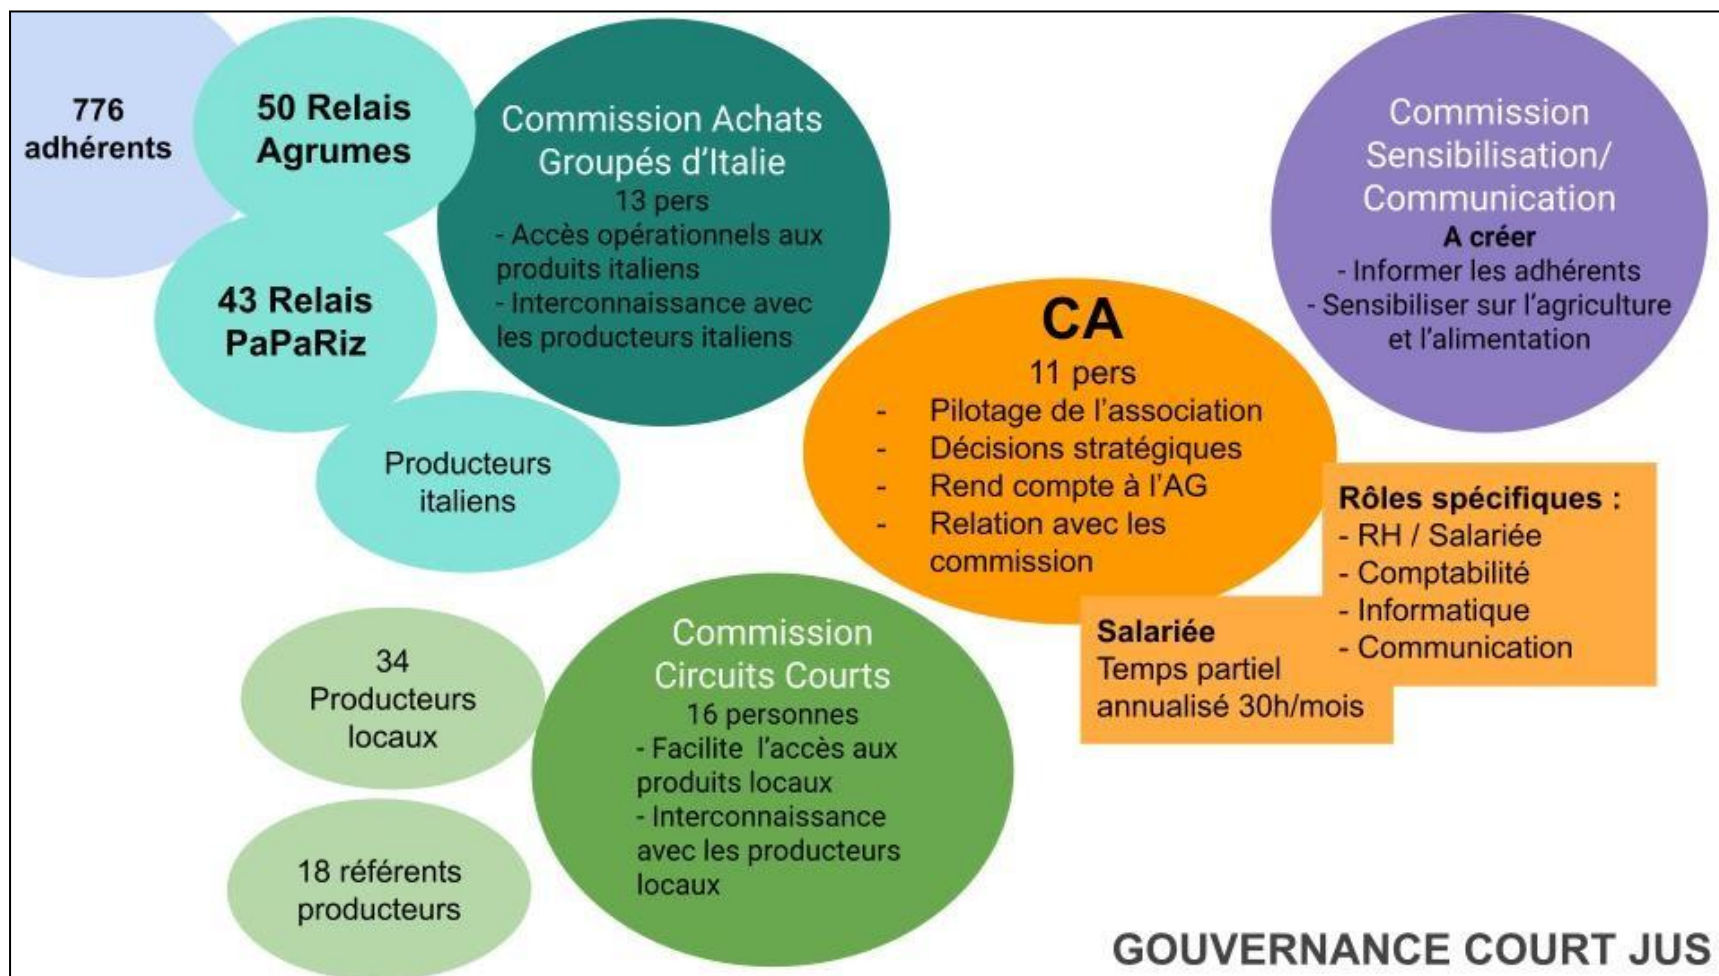 776
adhérents
50 Relais
Agrumes
43 Relais
PaPaRiz
Producteurs
italiens
Commission Achats
Groupés d'Italie
13 pers
- Accès opérationnels aux
produits italiens
- Interconnaissance avec
les producteurs italiens
Commission
Sensibilisation/
Communication
A créer
- Informer les adhérents
- Sensibiliser sur l'agriculture
et l'alimentation
CA
11 pers
- Pilotage de l'association
- Décisions stratégiques
- Rend compte à l'AG
- Relation avec les
commission
Rôles spécifiques :
- RH / Salariée
- Comptabilité
- Informatique
- Communication
Salariée
Temps partiel
annualisé 30h/mois
34
Producteurs
locaux
18 référents
producteurs
Commission
Circuits Courts
16 personnes
- Facilite l'accès aux
produits locaux
- Interconnaissance
avec les producteurs
locaux
GOUVERNANCE COURT JUS